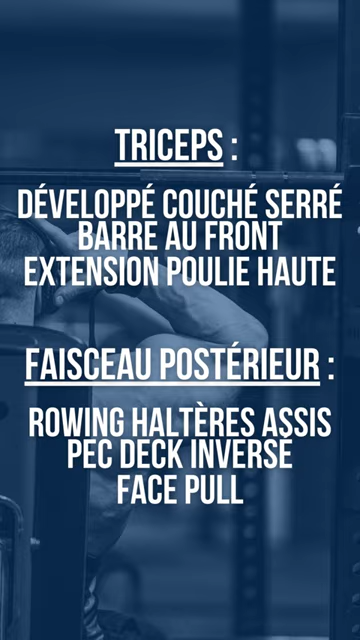 TRICEPS :
DÉVELOPPÉ COUCHÉ SERRÉ
BARRE AU FRONT
EXTENSION POULIE HAUTE
FAISCEAU POSTÉRIEUR :
ROWING HALTÈRES ASSIS
PEC DECK INVERSÉ
FACE PULL